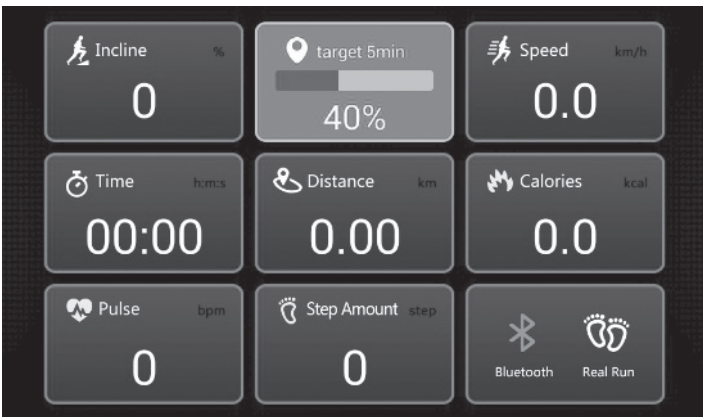 Incline %
0
target 5min
40%
Speed km/h
0.0
Time h:m:s
00:00
Distance km
0.00
Calories kcal
0.0
Pulse bpm
0
Step Amount step
0
Bluetooth
Real Run